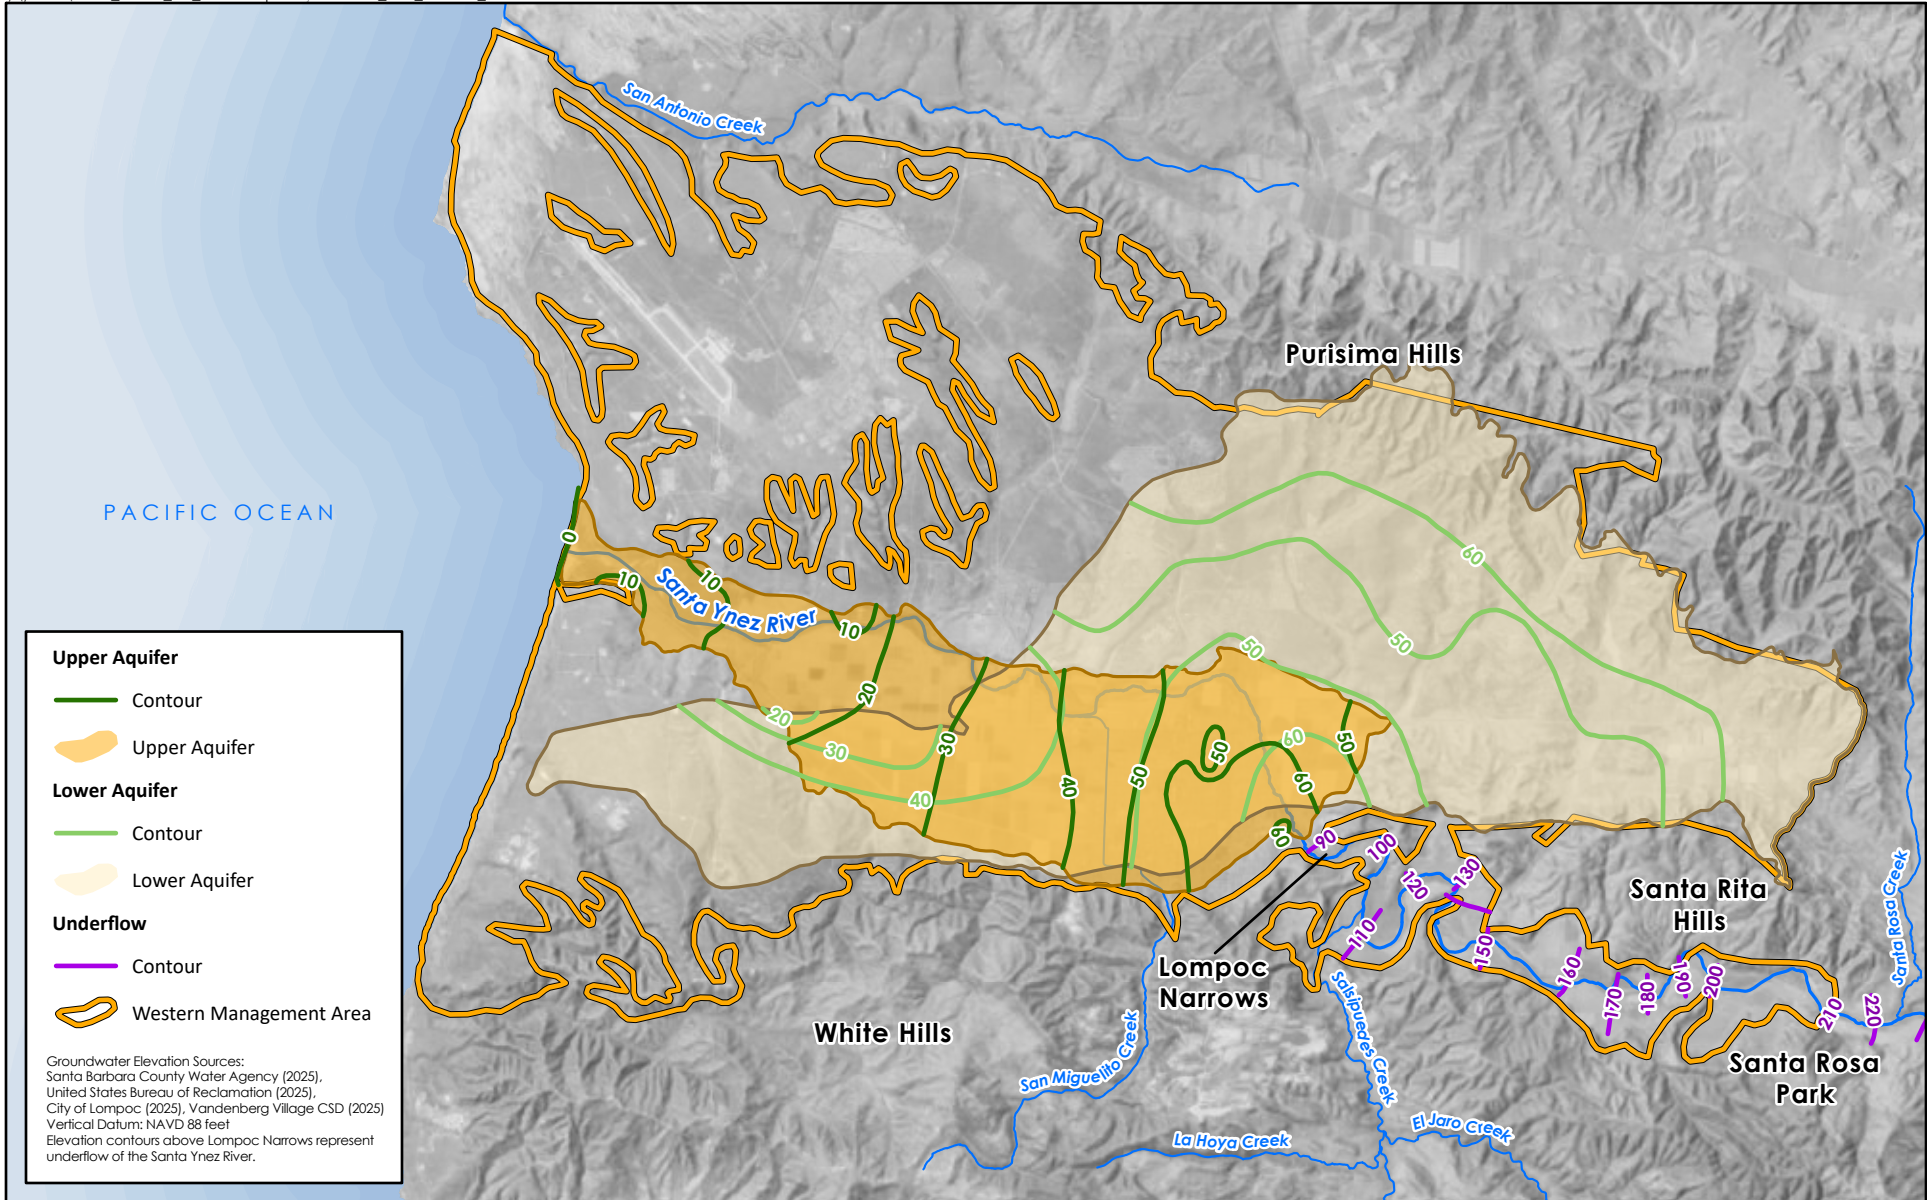 San Antonio Creek
Purisima Hills
PACIFIC OCEAN
0
10
10
Santa Ynez River
10
20
30
40
50
50
60
50
60
20
30
40
50
60
50
60
90
100
110
120
130
150
160
170
180
190
200
210
220
Lompoc
Narrows
Santa Rita
Hills
Santa Rosa Creek
Santa Rosa
Park
White Hills
San Miguelito Creek
Salsipuedes Creek
La Hoya Creek
El Jaro Creek
Upper Aquifer
Contour
Upper Aquifer
Lower Aquifer
Contour
Lower Aquifer
Underflow
Contour
Western Management Area
Groundwater Elevation Sources:
Santa Barbara County Water Agency (2025),
United States Bureau of Reclamation (2025),
City of Lompoc (2025), Vandenberg Village CSD (2025)
Vertical Datum: NAVD 88 feet
Elevation contours above Lompoc Narrows represent
underflow of the Santa Ynez River.